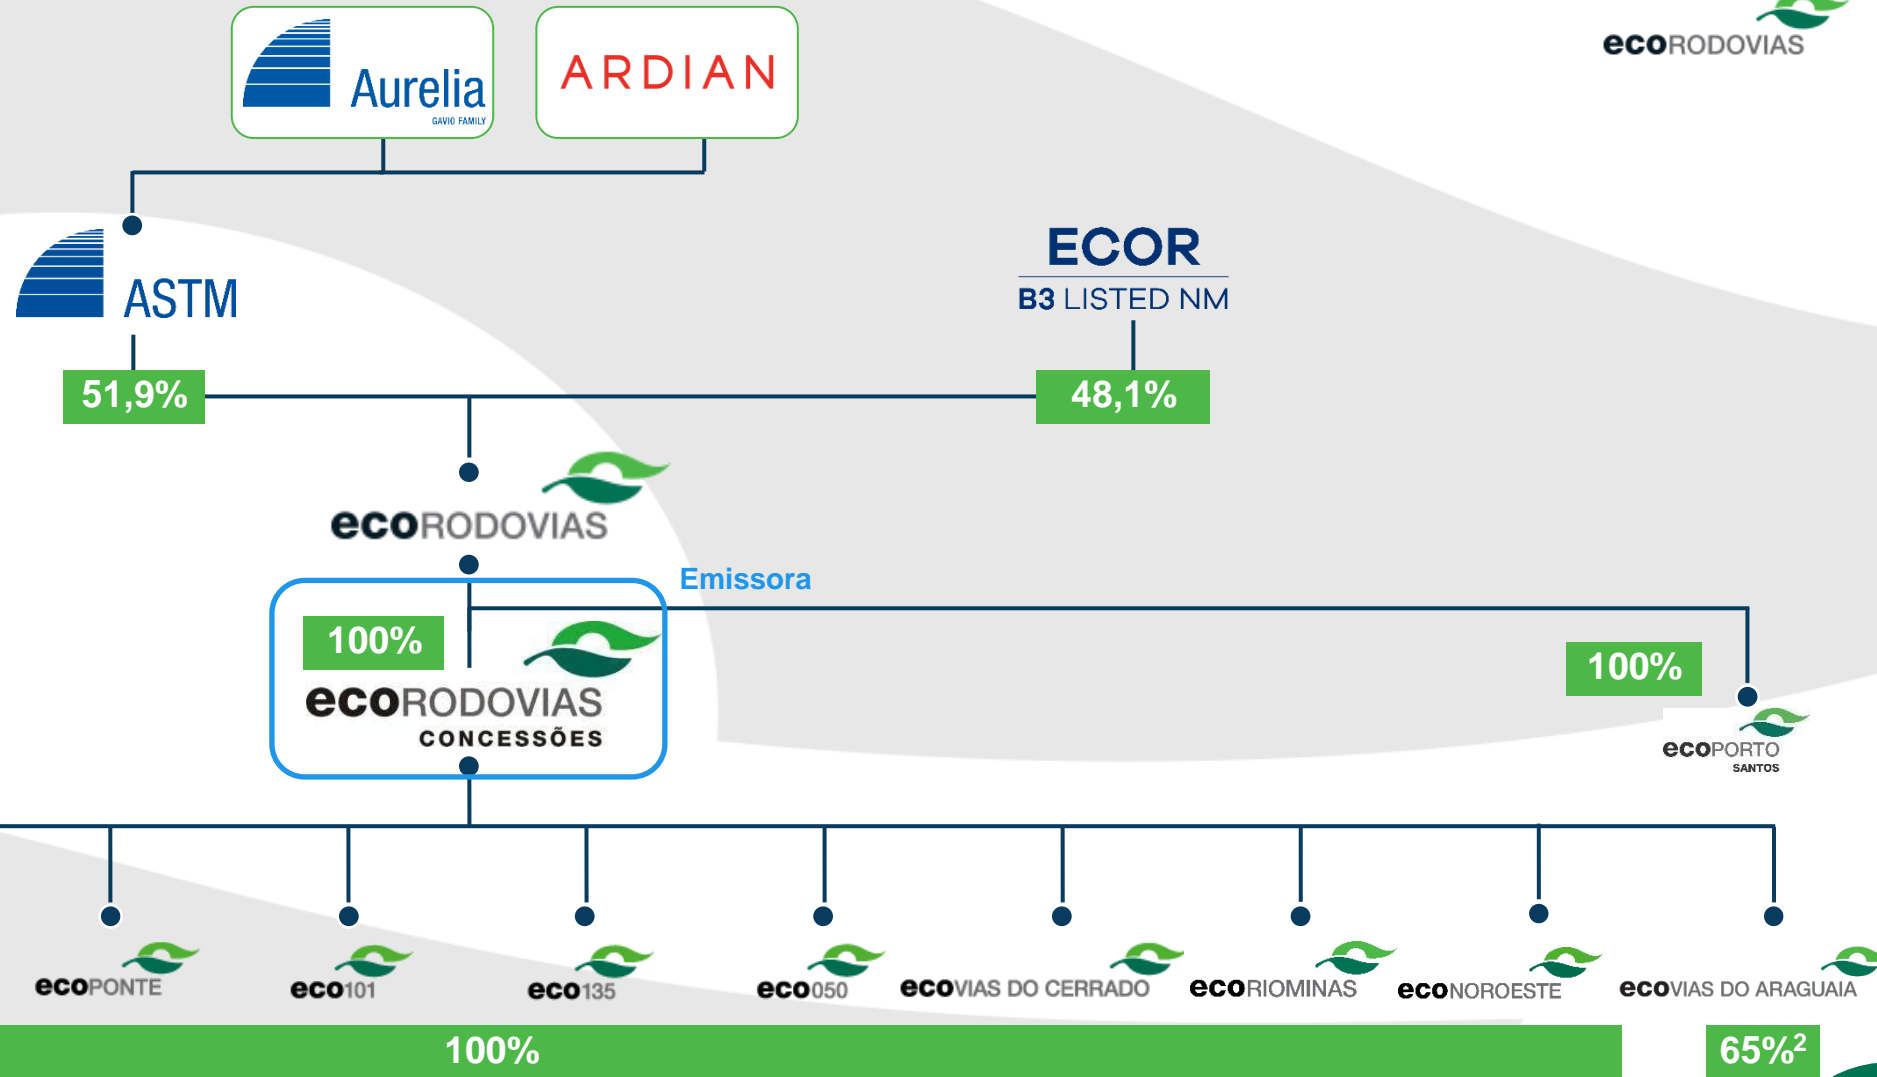 ecoRODOVIAS
Aurelia
GAVIO FAMILY
ARDIAN
ASTM
ECOR
B3 LISTED NM
51,9%
48,1%
ecoRODOVIAS
Emissora
100%
ecoRODOVIAS
CONCESSÕES
100%
ecoPORTO
SANTOS
ecoPONTE
eco101
eco135
eco050
ecoVIAS DO CERRADO
ecoRIOMINAS
ecoNOROESTE
ecoVIAS DO ARAGUAIA
100%
65%²